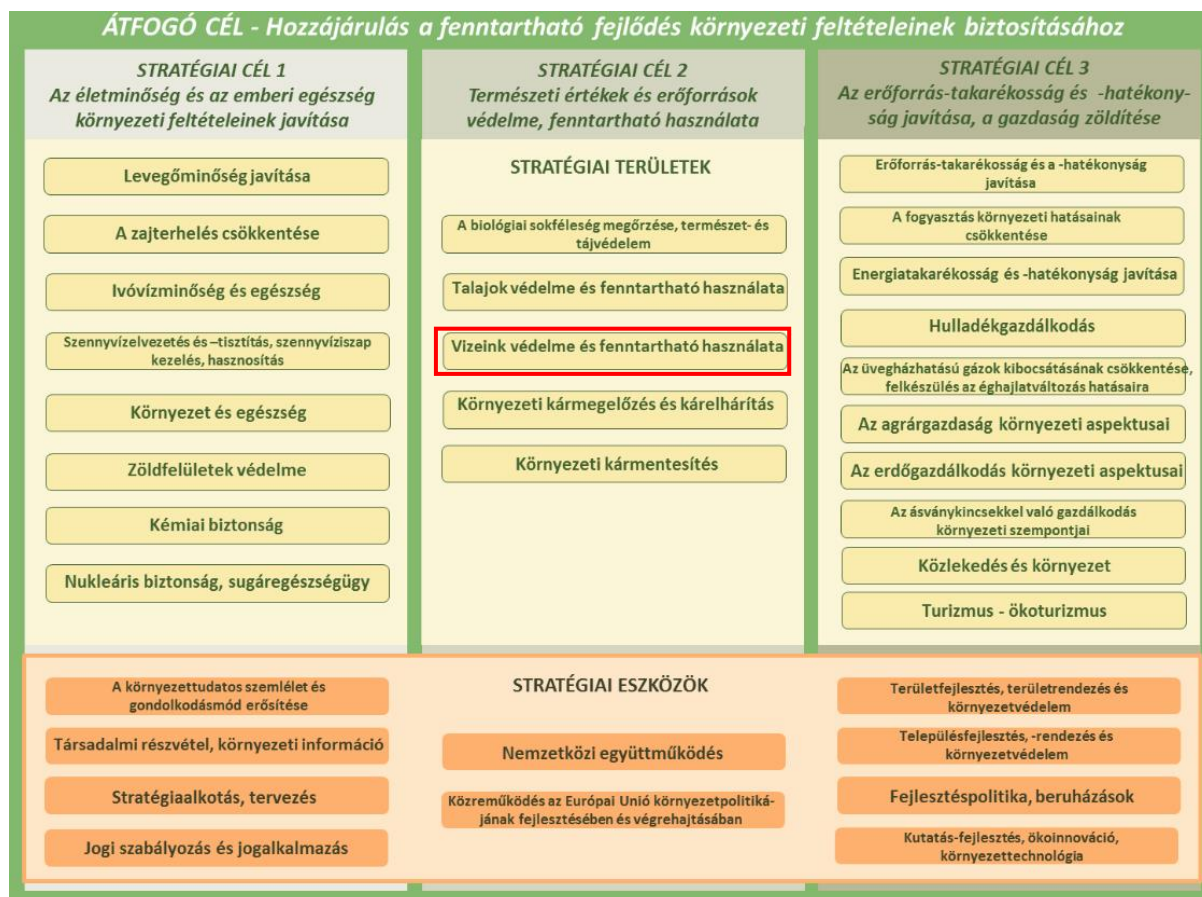 ÁTFOGÓ CÉL - Hozzájárulás a fenntartható fejlődés környezeti feltételeinek biztosításához
STRATÉGIAI CÉL 1
Az életminőség és az emberi egészség
környezeti feltételeinek javítása
Levegőminőség javítása
A zajterhelés csökkentése
Ivóvízminőség és egészség
Szennyvízelvezetés és –tisztítás, szennyvíziszap
kezelés, hasznosítás
Környezet és egészség
Zöldfelületek védelme
Kémiai biztonság
Nukleáris biztonság, sugáregészségügy
STRATÉGIAI CÉL 2
Természeti értékek és erőforrások
védelme, fenntartható használata
STRATÉGIAI TERÜLETEK
A biológiai sokféleség megőrzése, természet- és
tájvédelem
Talajok védelme és fenntartható használata
Vizeink védelme és fenntartható használata
Környezeti kármegelőzés és kárelhárítás
Környezeti kármentesítés
STRATÉGIAI CÉL 3
Az erőforrás-takarékosság és -hatékony-
ság javítása, a gazdaság zöldítése
Erőforrás-takarékosság és a -hatékonyság
javítása
A fogyasztás környezeti hatásainak
csökkentése
Energiatakarékosság és -hatékonyság javítása
Hulladékgazdálkodás
Az üvegházhatású gázok kibocsátásának csökkentése,
felkészülés az éghajlatváltozás hatásaira
Az agrárgazdaság környezeti aspektusai
Az erdőgazdálkodás környezeti aspektusai
Az ásványkincsekkel való gazdálkodás
környezeti szempontjai
Közlekedés és környezet
Turizmus - ökoturizmus
A környezettudatos szemlélet és
gondolkodásmód erősítése
Társadalmi részvétel, környezeti információ
Stratégiaalkotás, tervezés
Jogi szabályozás és jogalkalmazás
STRATÉGIAI ESZKÖZÖK
Nemzetközi együttműködés
Közreműködés az Európai Unió környezetpolitiká-
jának fejlesztésében és végrehajtásában
Területfejlesztés, területrendezés és
környezetvédelem
Településfejlesztés, -rendezés és
környezetvédelem
Fejlesztéspolitika, beruházások
Kutatás-fejlesztés, ökoinnováció,
környezettechnológia